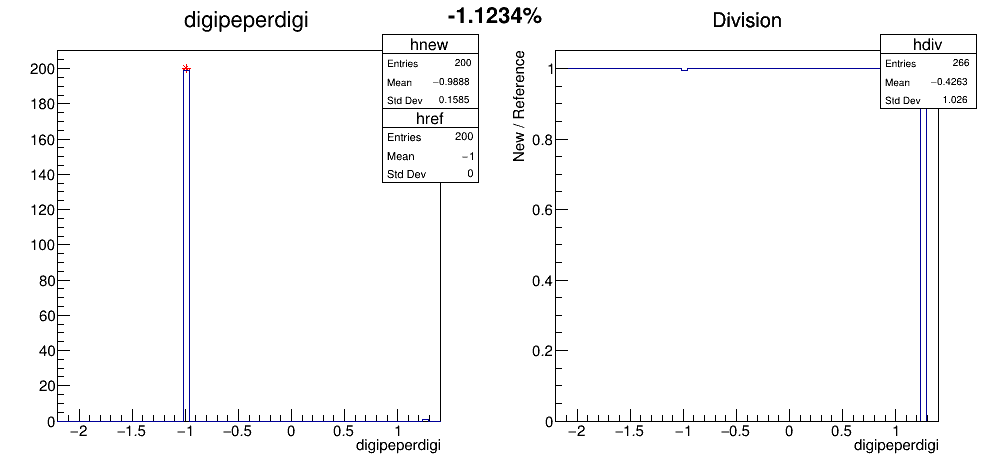 -1.1234%
digipeperdigi
hnew
Entries 200
Mean −0.9888
Std Dev 0.1585
href
Entries 200
Mean −1
Std Dev 0
200
180
160
140
120
100
80
60
40
20
0
−2 −1.5 −1 −0.5 0 0.5 1
digipeperdigi
Division
hdiv
Entries 266
Mean −0.4263
Std Dev 1.026
New / Reference
1
0.8
0.6
0.4
0.2
0
−2 −1.5 −1 −0.5 0 0.5 1
digipeperdigi